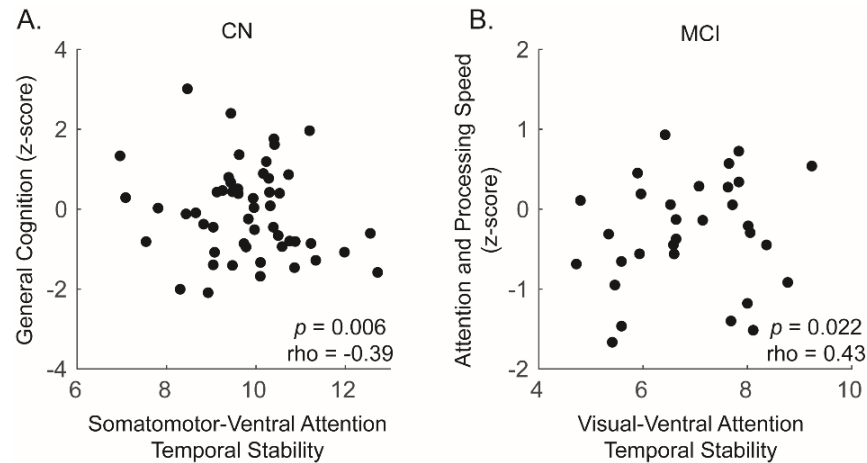 A.
CN
4
2
0
-2
-4
General Cognition (z-score)
6
8
10
12
p = 0.006
rho = -0.39
Somatomotor-Ventral Attention
Temporal Stability
B.
MCI
2
1
0
-1
-2
Attention and Processing Speed
(z-score)
4
6
8
10
p = 0.022
rho = 0.43
Visual-Ventral Attention
Temporal Stability